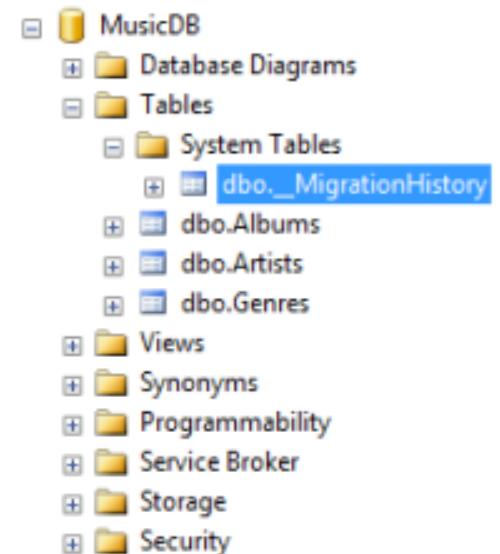 MusicDB
Database Diagrams
Tables
System Tables
dbo.__MigrationHistory
dbo.Albums
dbo.Artists
dbo.Genres
Views
Synonyms
Programmability
Service Broker
Storage
Security